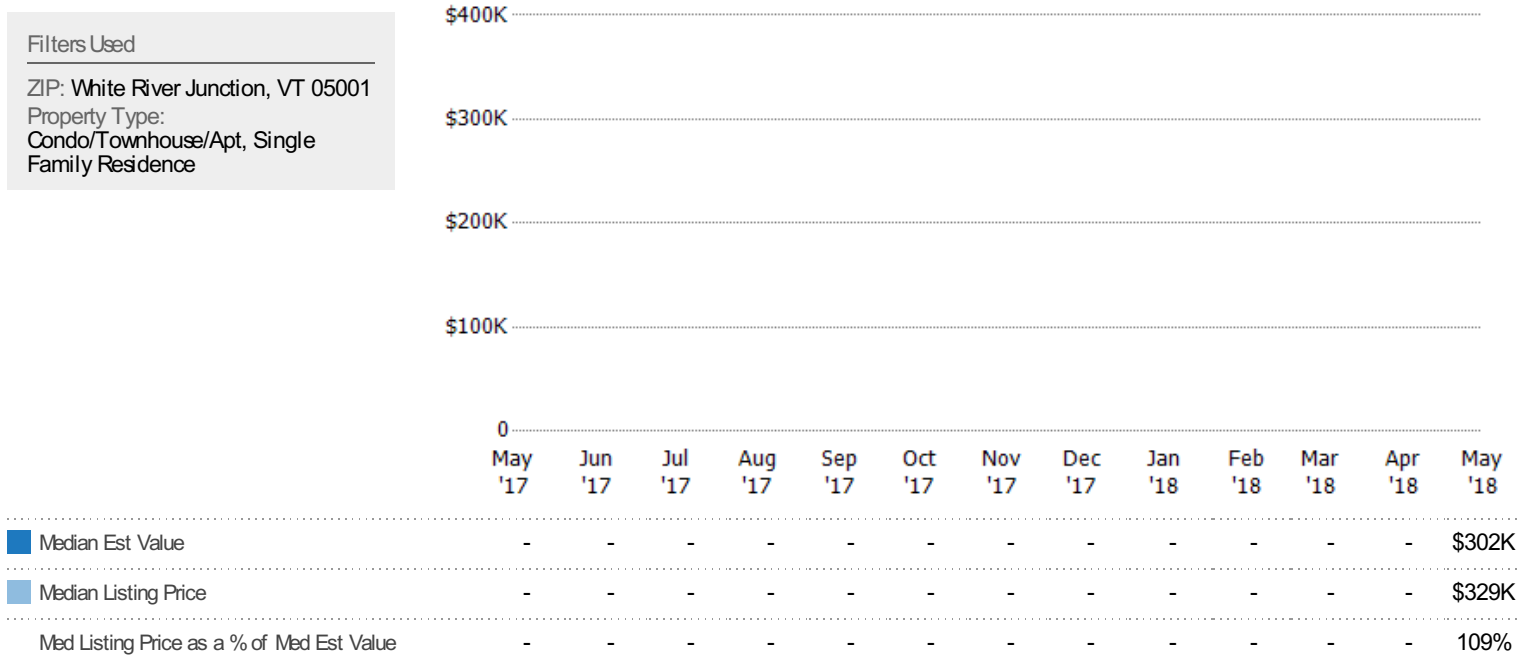 Filters Used
ZIP: White River Junction, VT 05001
Property Type:
Condo/Townhouse/Apt, Single
Family Residence
$400K
$300K
$200K
$100K
0
May Jun Jul Aug Sep Oct Nov Dec Jan Feb Mar Apr May
'17 '17 '17 '17 '17 '17 '17 '17 '18 '18 '18 '18 '18
Median Est Value - - - - - - - - - - - - $302K
Median Listing Price - - - - - - - - - - - - $329K
Med Listing Price as a % of Med Est Value - - - - - - - - - - - - 109%